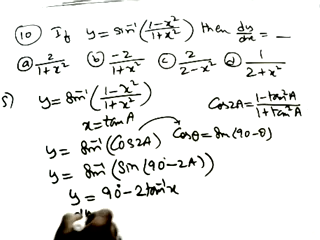 (10) If y = sin⁻¹((1-x²)/(1+x²)) then dy/dx = __
(a) 2/(1+x²) (b) -2/(1+x²) (c) 2/(2-x²) (d) 1/(2+x²)
s) y = sin⁻¹((1-x²)/(1+x²))
Cos2A = (1-tan²A)/(1+tan²A)
x = tanA
y = sin⁻¹(Cos2A)
Cosθ = Sin(90-θ)
y = sin⁻¹(Sin(90°-2A))
y = 90°-2tan⁻¹x